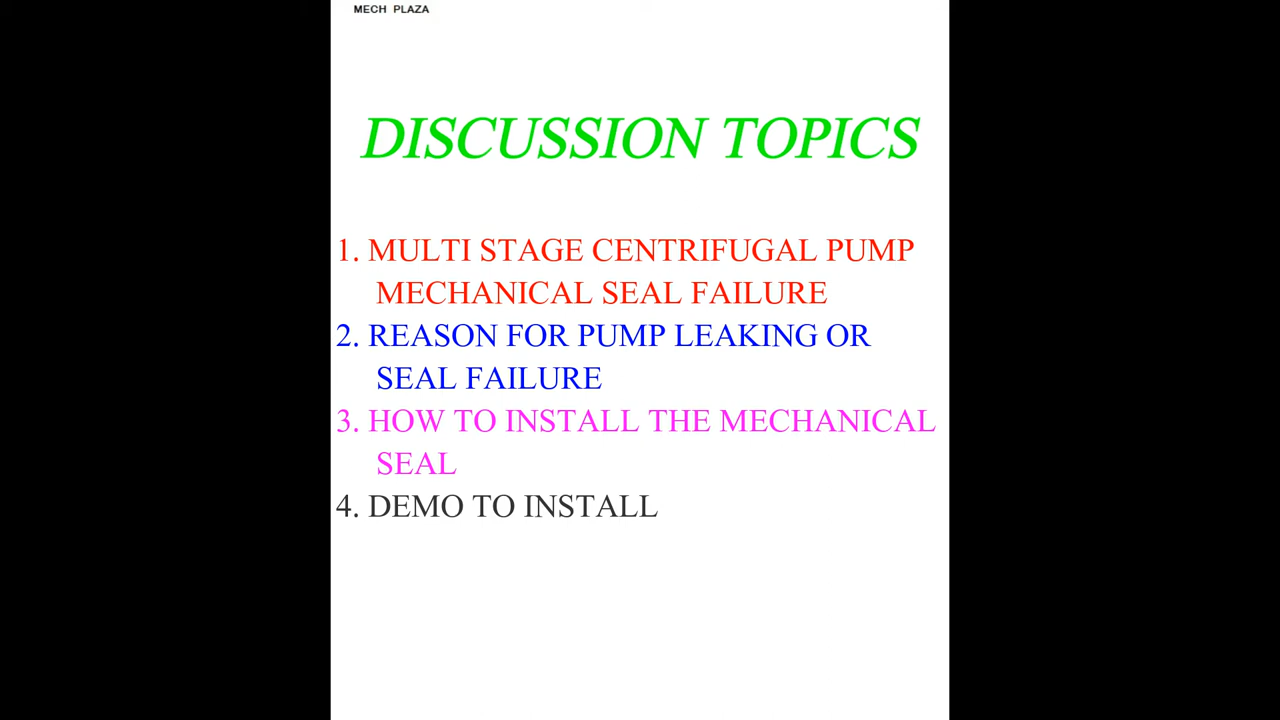 MECH PLAZA
DISCUSSION TOPICS
1. MULTI STAGE CENTRIFUGAL PUMP
MECHANICAL SEAL FAILURE
2. REASON FOR PUMP LEAKING OR
SEAL FAILURE
3. HOW TO INSTALL THE MECHANICAL
SEAL
4. DEMO TO INSTALL